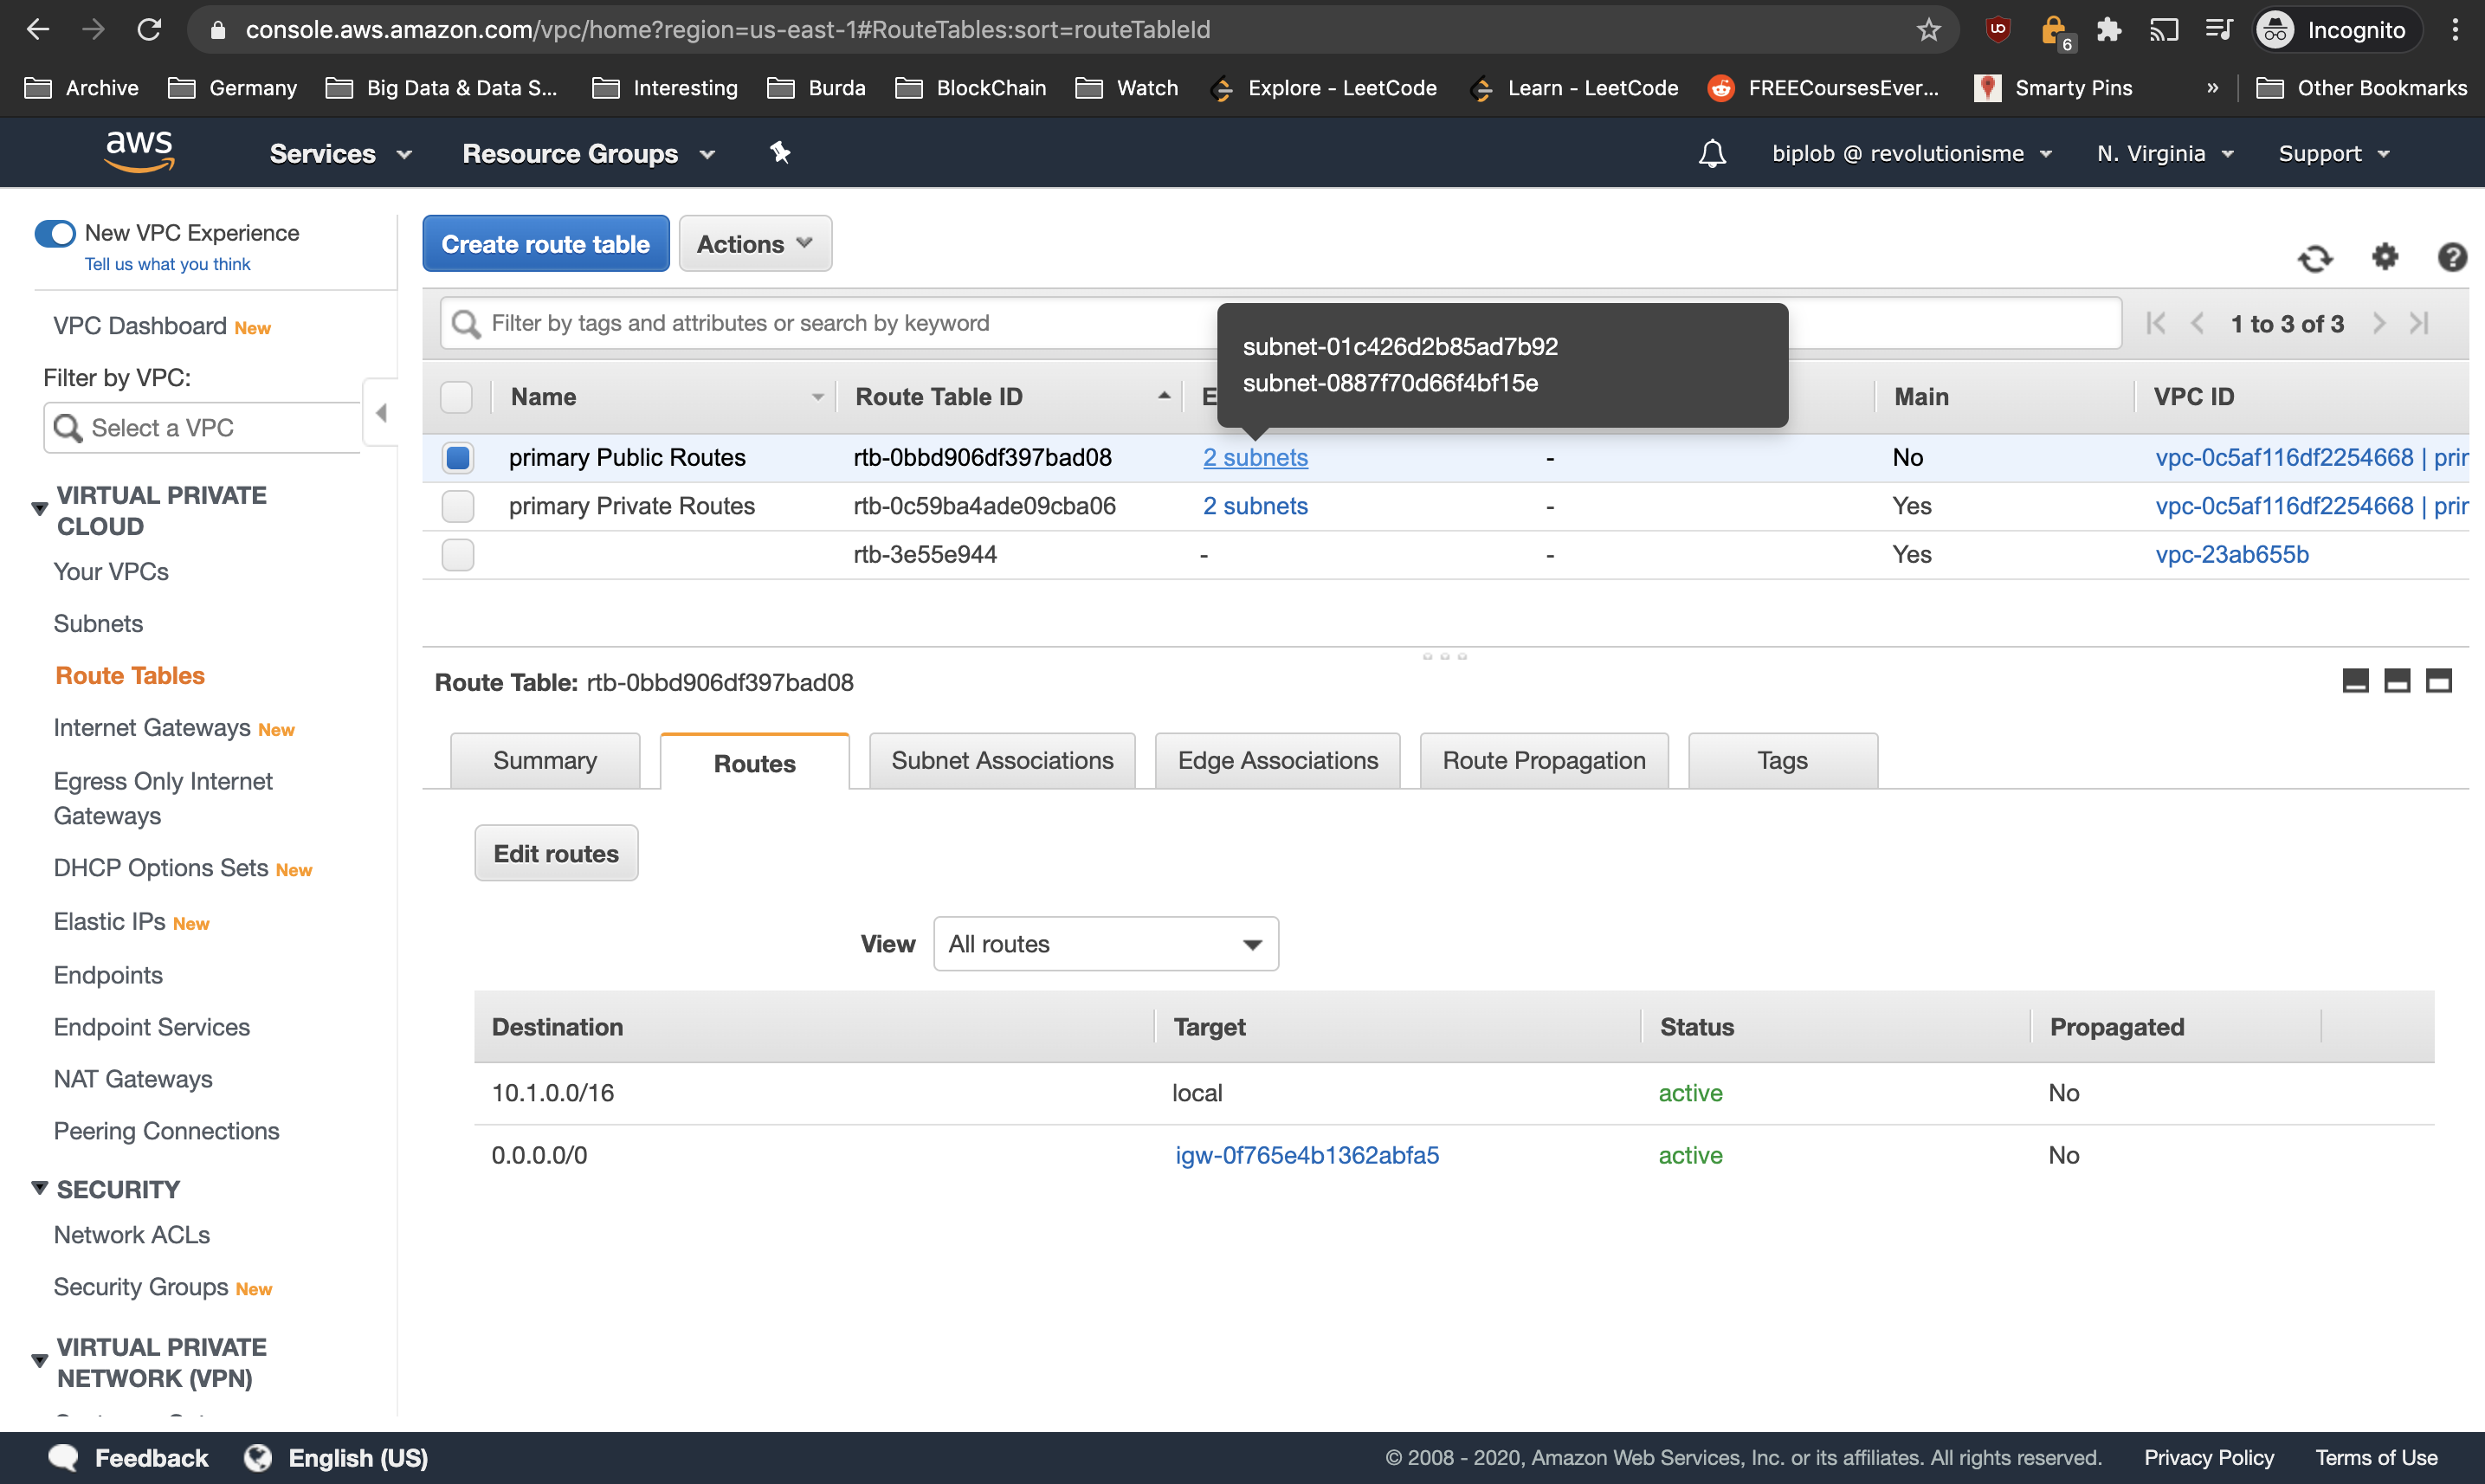 console.aws.amazon.com/vpc/home?region=us-east-1#RouteTables:sort=routeTableId
6
Incognito
Archive
Germany
Big Data & Data S...
Interesting
Burda
BlockChain
Watch
Explore - LeetCode
Learn - LeetCode
FREECoursesEver...
Smarty Pins
»
Other Bookmarks
aws
Services
Resource Groups
biplob @ revolutionisme
N. Virginia
Support
New VPC Experience
Tell us what you think
VPC Dashboard New
Filter by VPC:
Select a VPC
VIRTUAL PRIVATE
CLOUD
Your VPCs
Subnets
Route Tables
Internet Gateways New
Egress Only Internet
Gateways
DHCP Options Sets New
Elastic IPs New
Endpoints
Endpoint Services
NAT Gateways
Peering Connections
SECURITY
Network ACLs
Security Groups New
VIRTUAL PRIVATE
NETWORK (VPN)
Create route table
Actions
Filter by tags and attributes or search by keyword
1 to 3 of 3
subnet-01c426d2b85ad7b92
subnet-0887f70d66f4bf15e
Name Route Table ID E Main VPC ID
primary Public Routes rtb-0bbd906df397bad08 2 subnets - No vpc-0c5af116df2254668 | prir
primary Private Routes rtb-0c59ba4ade09cba06 2 subnets - Yes vpc-0c5af116df2254668 | prir
rtb-3e55e944 - - Yes vpc-23ab655b
Route Table: rtb-0bbd906df397bad08
Summary
Routes
Subnet Associations
Edge Associations
Route Propagation
Tags
Edit routes
View All routes
Destination Target Status Propagated
10.1.0.0/16 local active No
0.0.0.0/0 igw-0f765e4b1362abfa5 active No
Feedback
English (US)
© 2008 - 2020, Amazon Web Services, Inc. or its affiliates. All rights reserved.
Privacy Policy
Terms of Use